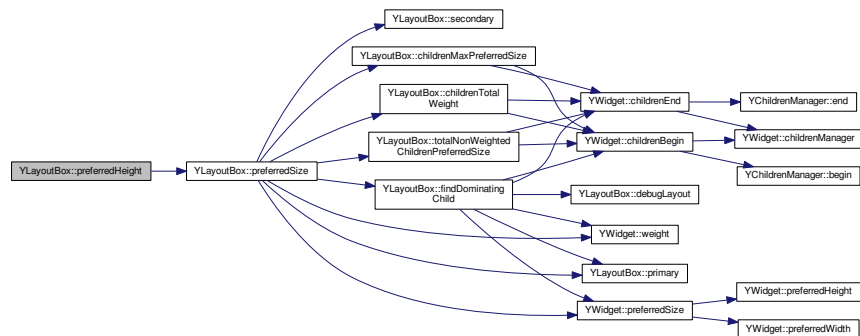 YLayoutBox::secondary
YLayoutBox::childrenMaxPreferredSize
YLayoutBox::childrenTotal
Weight
YWidget::childrenEnd
YChildrenManager::end
YLayoutBox::totalNonWeighted
ChildrenPreferredSize
YWidget::childrenBegin
YWidget::childrenManager
YLayoutBox::preferredHeight
YLayoutBox::preferredSize
YChildrenManager::begin
YLayoutBox::findDominating
Child
YLayoutBox::debugLayout
YWidget::weight
YLayoutBox::primary
YWidget::preferredSize
YWidget::preferredHeight
YWidget::preferredWidth